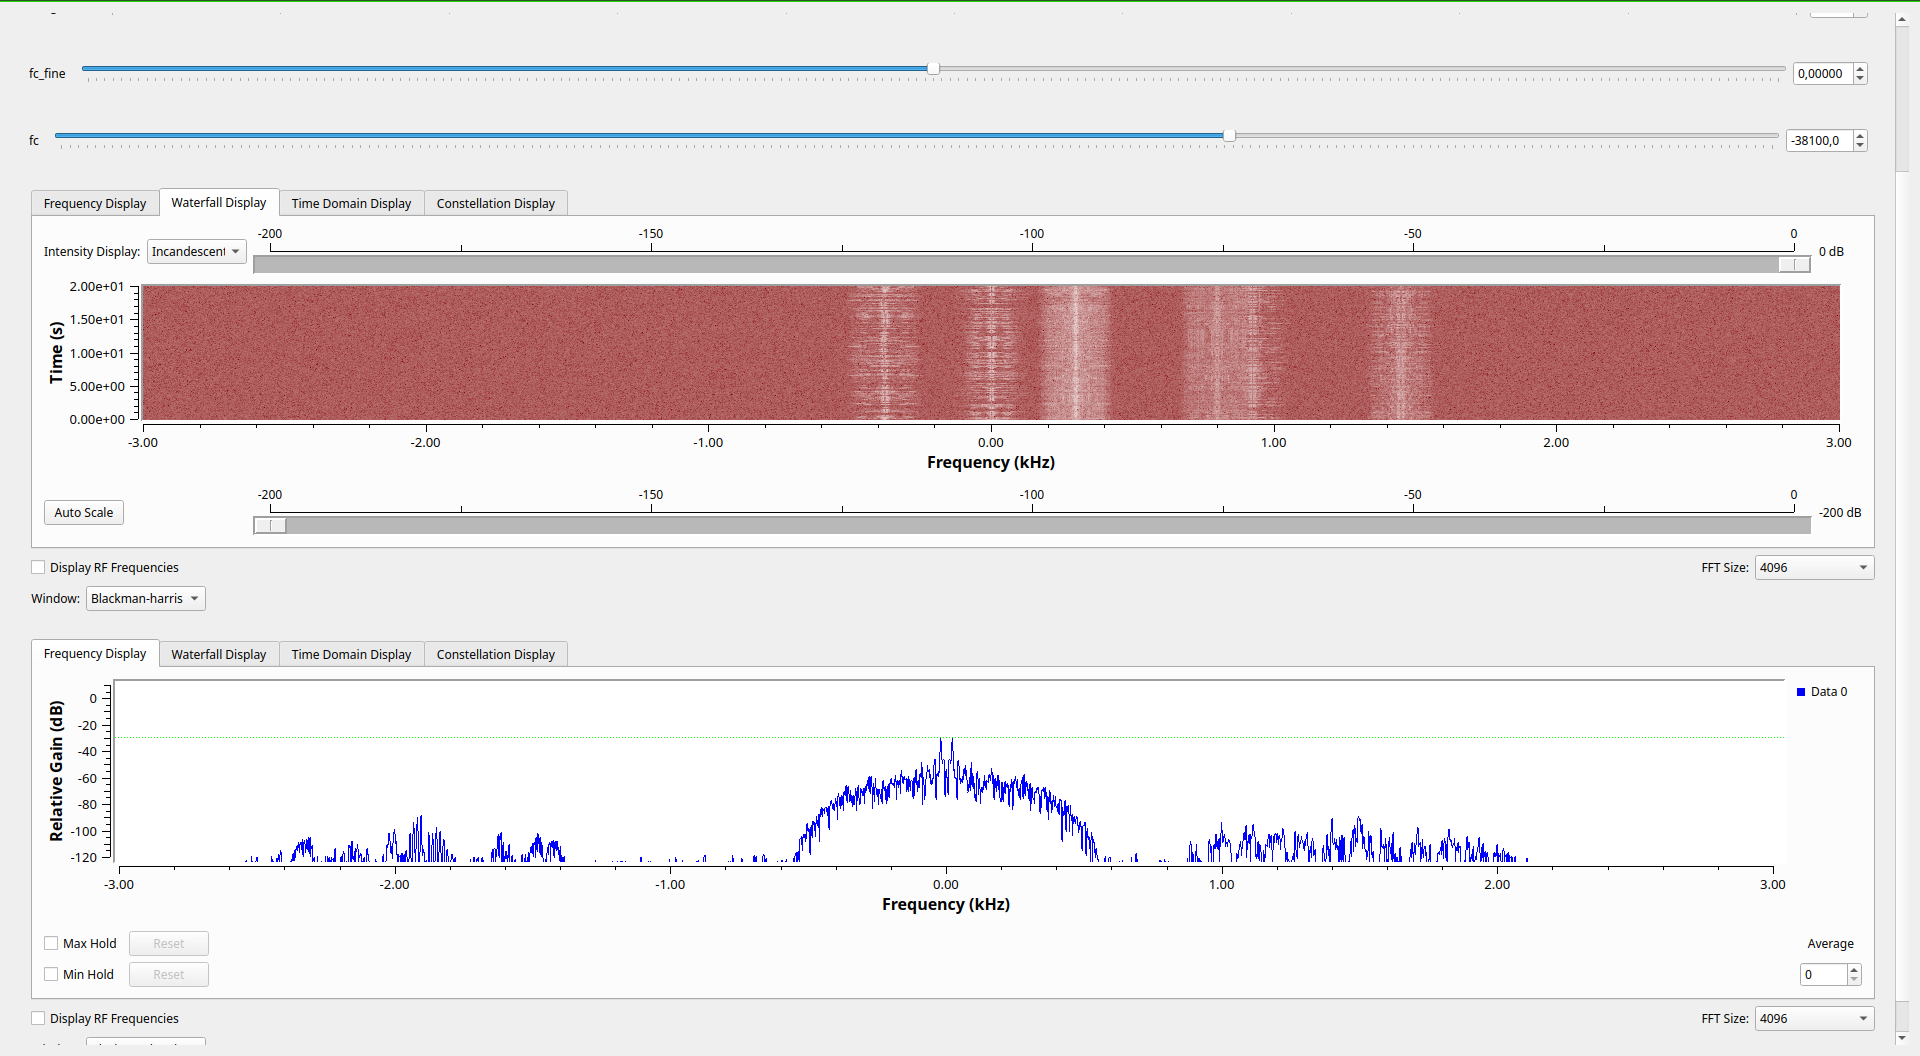 fc_fine 0,00000
fc -38100,0
Frequency Display Waterfall Display Time Domain Display Constellation Display
-200 -150 -100 -50 0
Intensity Display: Incandescent 0 dB
2.00e+01
1.50e+01
1.00e+01
5.00e+00
0.00e+00
Time (s)
-3.00 -2.00 -1.00 0.00 1.00 2.00 3.00
Frequency (kHz)
-200 -150 -100 -50 0
Auto Scale -200 dB
Display RF Frequencies FFT Size: 4096
Window: Blackman-harris
Frequency Display Waterfall Display Time Domain Display Constellation Display
Data 0
0
-20
-40
-60
-80
-100
-120
Relative Gain (dB)
-3.00 -2.00 -1.00 0.00 1.00 2.00 3.00
Frequency (kHz)
Max Hold Reset Average
Min Hold Reset 0
Display RF Frequencies FFT Size: 4096